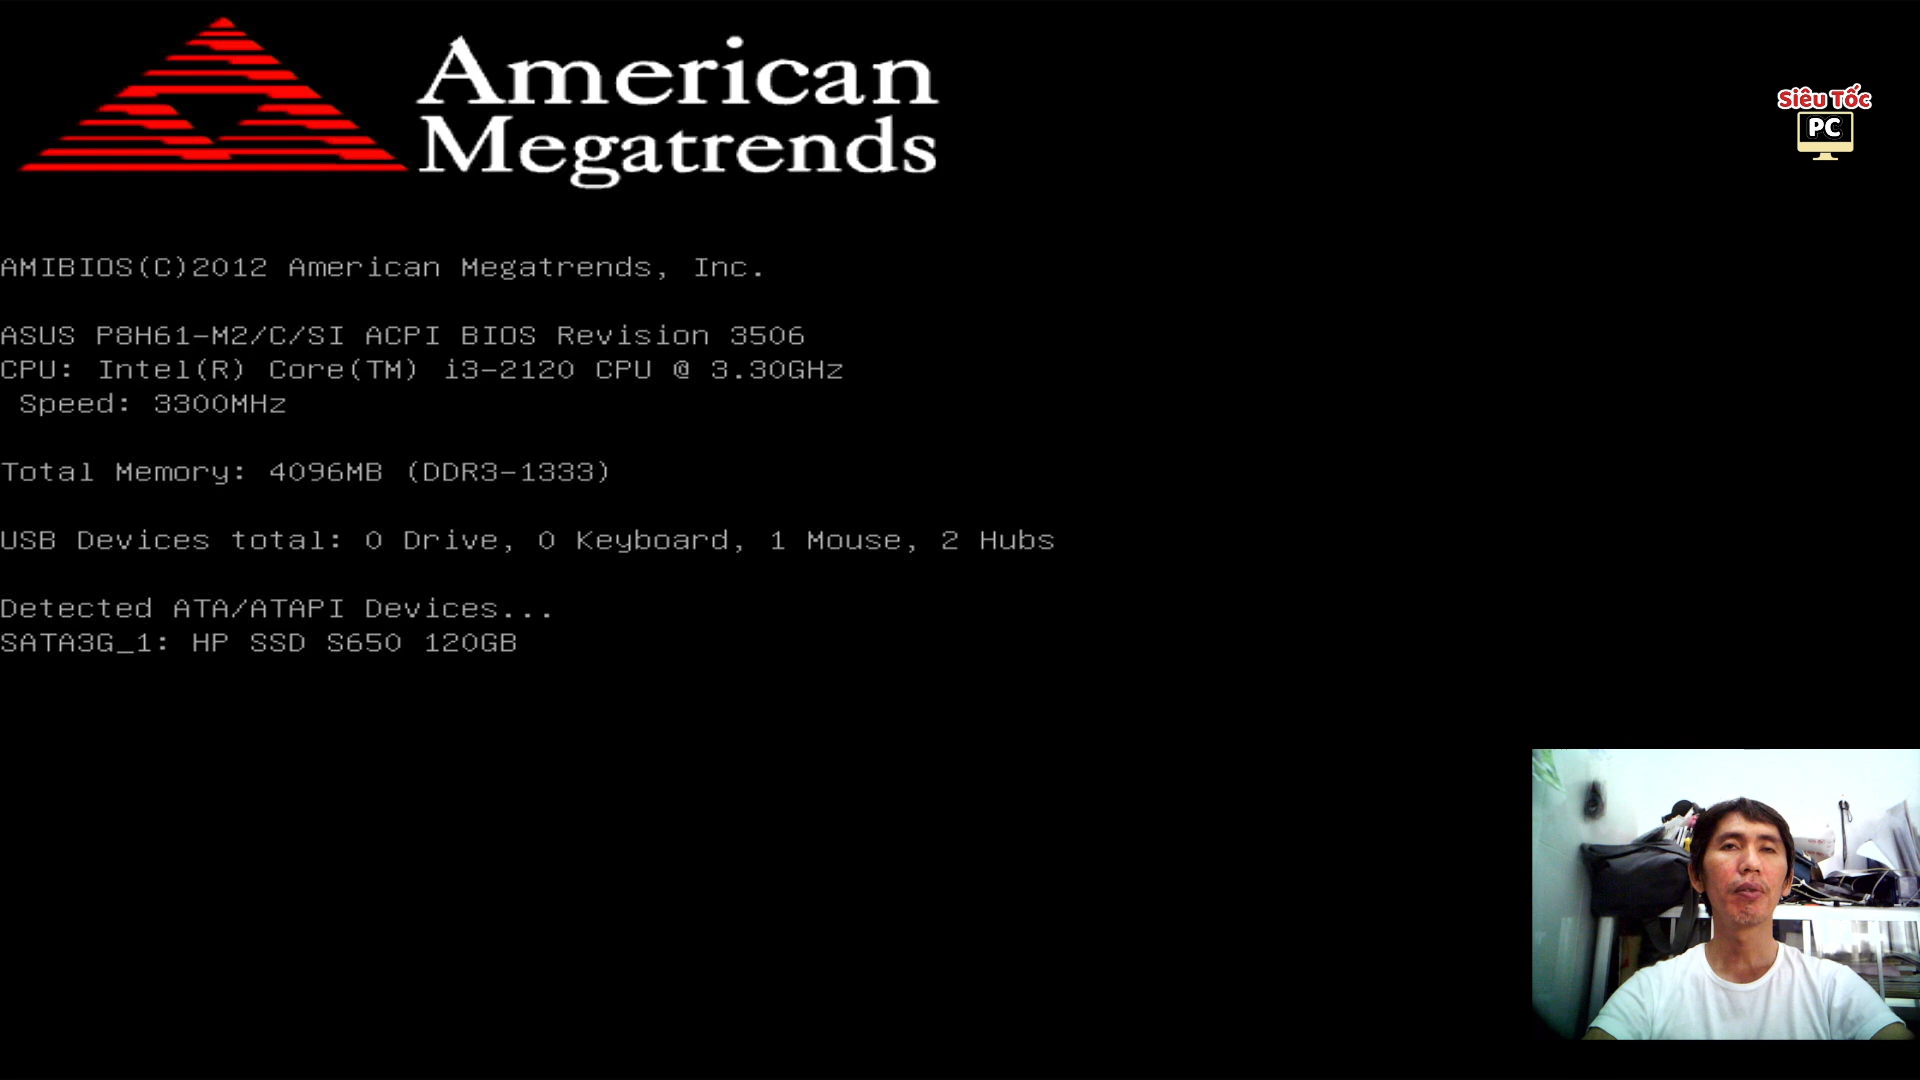 American
Megatrends
Siêu Tốc
PC
AMIBIOS(C)2012 American Megatrends, Inc.
ASUS P8H61-M2/C/SI ACPI BIOS Revision 3506
CPU: Intel(R) Core(TM) i3-2120 CPU @ 3.30GHz
Speed: 3300MHz
Total Memory: 4096MB (DDR3-1333)
USB Devices total: 0 Drive, 0 Keyboard, 1 Mouse, 2 Hubs
Detected ATA/ATAPI Devices...
SATA3G_1: HP SSD S650 120GB